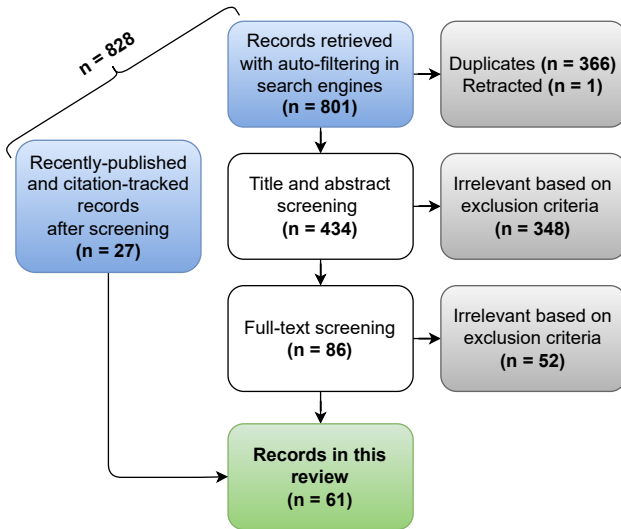 n = 828
Records retrieved
with auto-filtering in
search engines
(n = 801)
Duplicates (n = 366)
Retracted (n = 1)
Recently-published
and citation-tracked
records
after screening
(n = 27)
Title and abstract
screening
(n = 434)
Irrelevant based on
exclusion criteria
(n = 348)
Full-text screening
(n = 86)
Irrelevant based on
exclusion criteria
(n = 52)
Records in this
review
(n = 61)